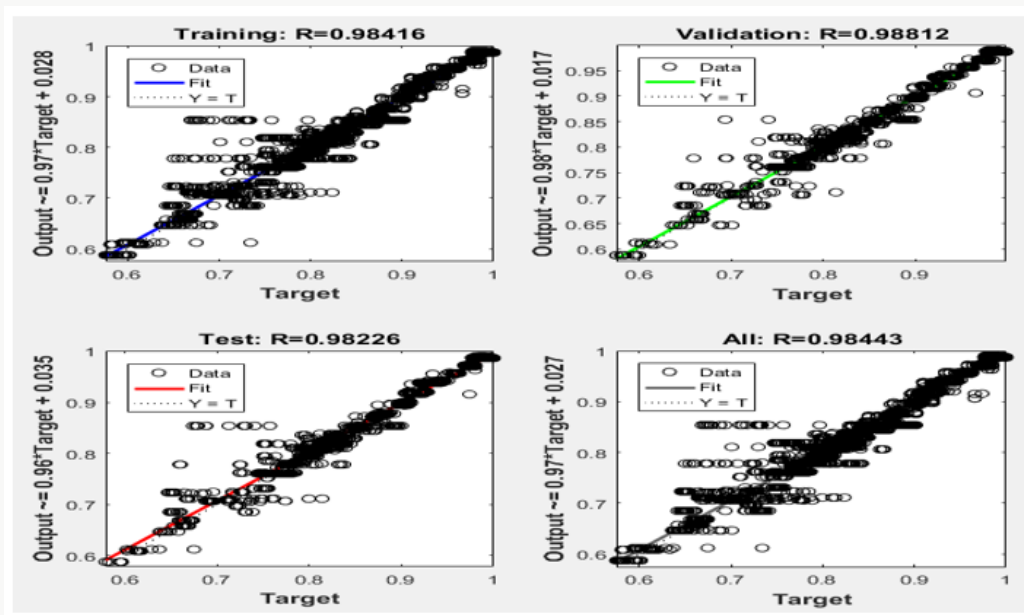 Training: R=0.98416
Output ~= 0.97*Target + 0.028
1
0.9
0.8
0.7
0.6
Data
Fit
Y = T
0.6 0.7 0.8 0.9 1
Target
Validation: R=0.98812
Output ~= 0.98*Target + 0.017
0.95
0.9
0.85
0.8
0.75
0.7
0.65
0.6
Data
Fit
Y = T
0.6 0.7 0.8 0.9 1
Target
Test: R=0.98226
Output ~= 0.96*Target + 0.035
1
0.9
0.8
0.7
0.6
Data
Fit
Y = T
0.6 0.7 0.8 0.9 1
Target
All: R=0.98443
Output ~= 0.97*Target + 0.027
1
0.9
0.8
0.7
0.6
Data
Fit
Y = T
0.6 0.7 0.8 0.9 1
Target